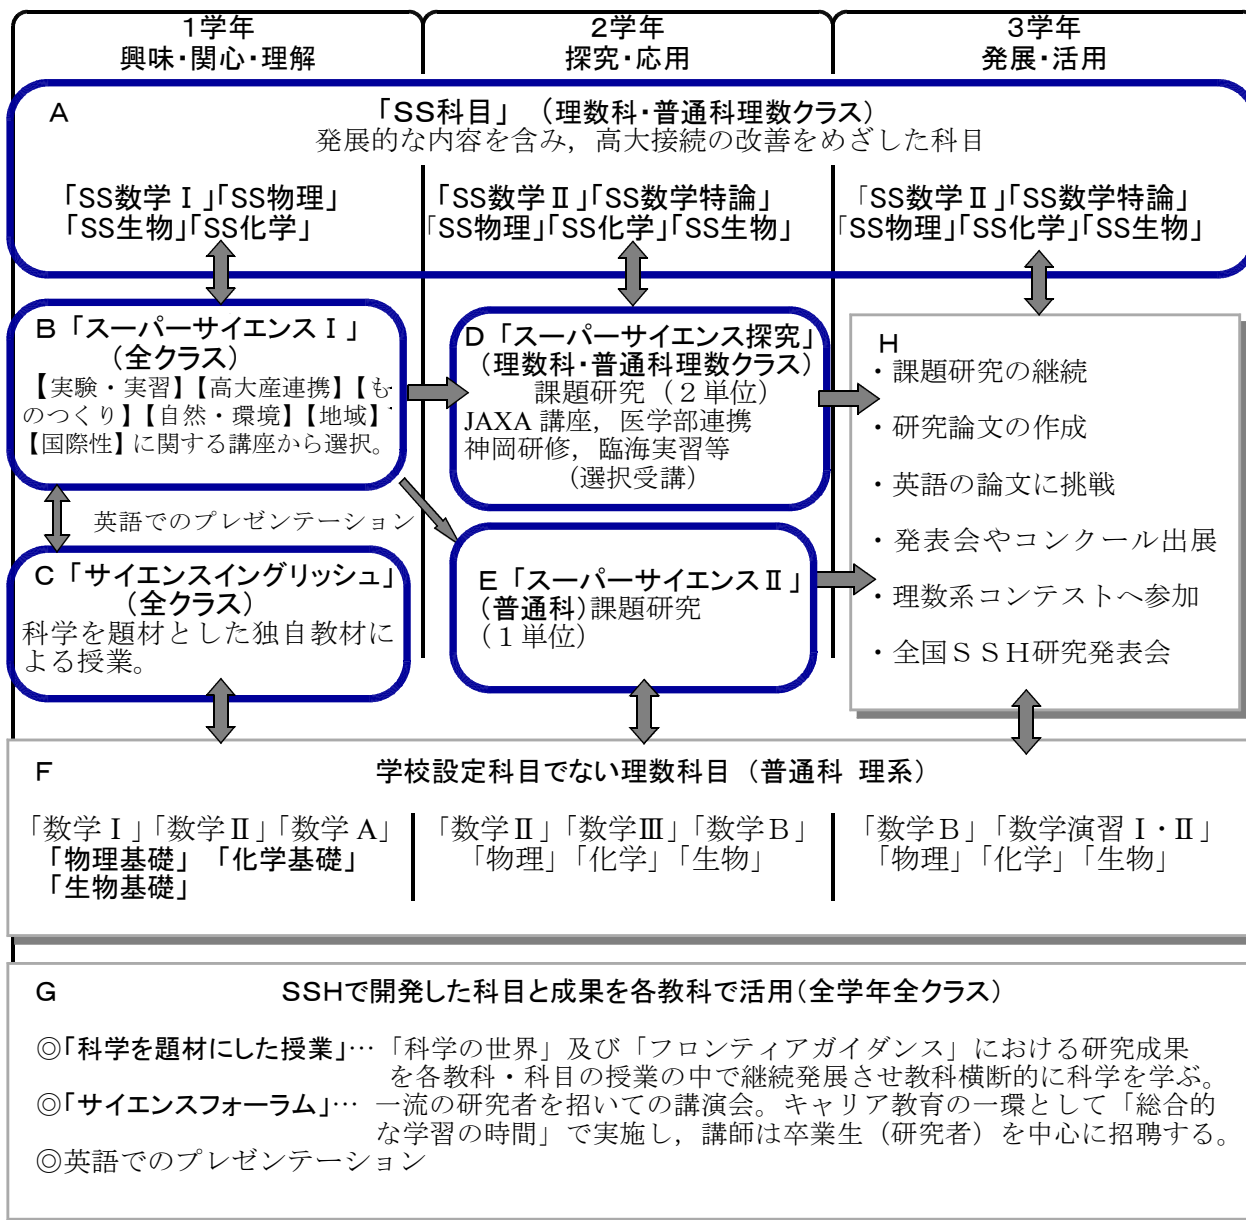 1学年
興味・関心・理解
2学年
探究・応用
3学年
発展・活用
A 「SS科目」（理数科・普通科理数クラス）
発展的な内容を含み，高大接続の改善をめざした科目
「SS数学Ⅰ」「SS物理」
「SS生物」「SS化学」
「SS数学Ⅱ」「SS数学特論」
「SS物理」「SS化学」「SS生物」
「SS数学Ⅱ」「SS数学特論」
「SS物理」「SS化学」「SS生物」
B「スーパーサイエンスⅠ」
（全クラス）
【実験・実習】【高大産連携】【も
のつくり】【自然・環境】【地域】
【国際性】に関する講座から選択。
英語でのプレゼンテーション
C「サイエンスイングリッシュ」
（全クラス）
科学を題材とした独自教材に
よる授業。
D「スーパーサイエンス探究」
（理数科・普通科理数クラス）
課題研究（２単位）
JAXA 講座，医学部連携
神岡研修，臨海実習等
（選択受講）
E「スーパーサイエンスⅡ」
（普通科）課題研究
（１単位）
H
・課題研究の継続
・研究論文の作成
・英語の論文に挑戦
・発表会やコンクール出展
・理数系コンテストへ参加
・全国ＳＳＨ研究発表会
F 学校設定科目でない理数科目（普通科 理系）
「数学Ⅰ」「数学Ⅱ」「数学 A」
「物理基礎」「化学基礎」
「生物基礎」
「数学Ⅱ」「数学Ⅲ」「数学Ｂ」
「物理」「化学」「生物」
「数学Ｂ」「数学演習Ⅰ・Ⅱ」
「物理」「化学」「生物」
G SSHで開発した科目と成果を各教科で活用（全学年全クラス）
◎「科学を題材にした授業」… 「科学の世界」及び「フロンティアガイダンス」における研究成果
を各教科・科目の授業の中で継続発展させ教科横断的に科学を学ぶ。
◎「サイエンスフォーラム」… 一流の研究者を招いての講演会。キャリア教育の一環として「総合的
な学習の時間」で実施し，講師は卒業生（研究者）を中心に招聘する。
◎英語でのプレゼンテーション